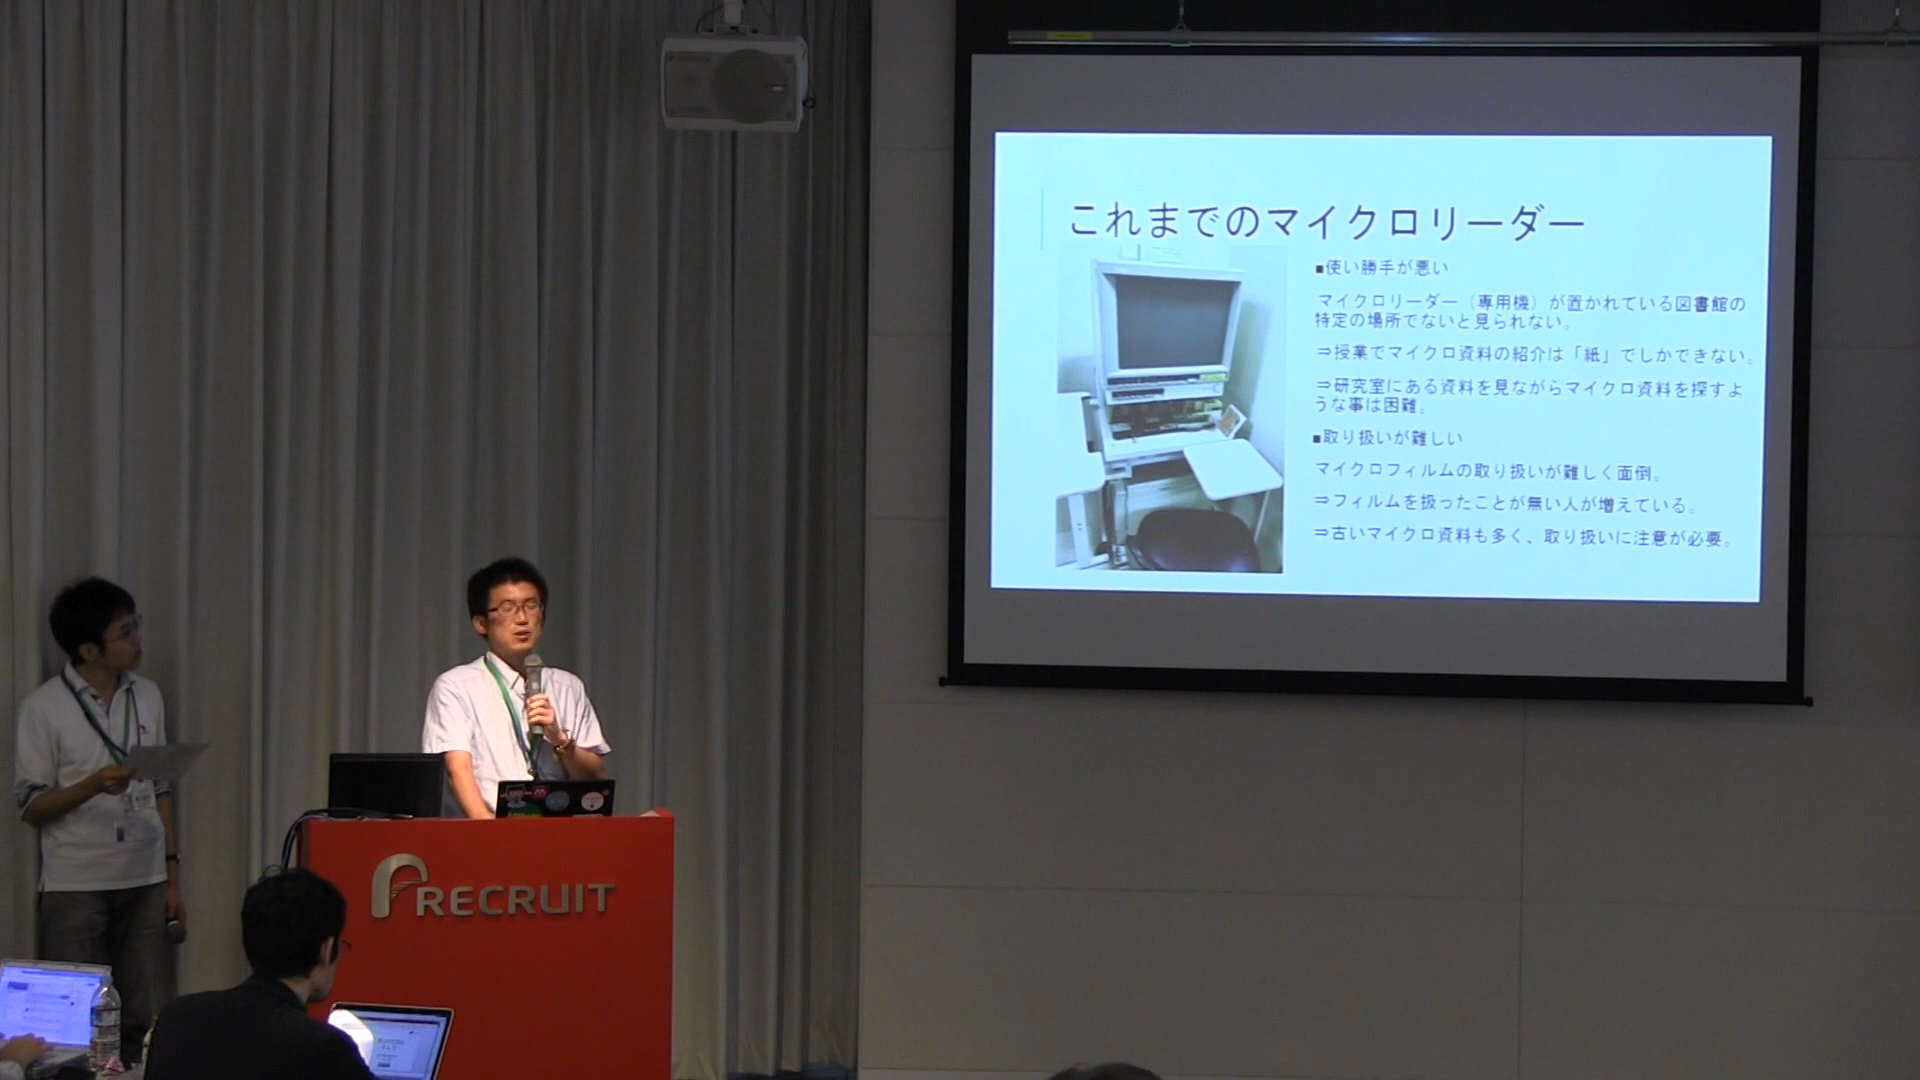 これまでのマイクロリーダー
■使い勝手が悪い
マイクロリーダー（専用機）が置かれている図書館の
特定の場所でないと見られない。
⇒授業でマイクロ資料の紹介は「紙」でしかできない。
⇒研究室にある資料を見ながらマイクロ資料を探すよ
うな事は困難。
■取り扱いが難しい
マイクロフィルムの取り扱いが難しく面倒。
⇒フィルムを扱ったことが無い人が増えている。
⇒古いマイクロ資料も多く、取り扱いに注意が必要。
RECRUIT